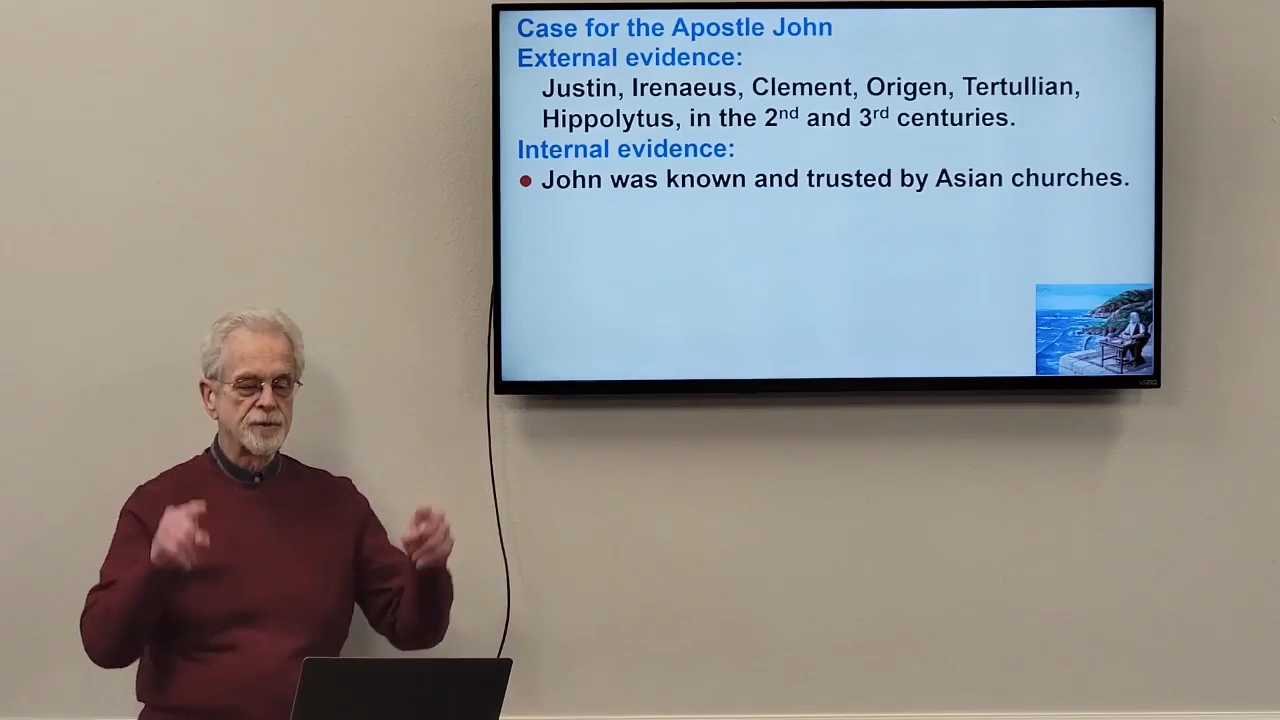 Case for the Apostle John
External evidence:
Justin, Irenaeus, Clement, Origen, Tertullian,
Hippolytus, in the 2nd and 3rd centuries.
Internal evidence:
• John was known and trusted by Asian churches.
VIZIO